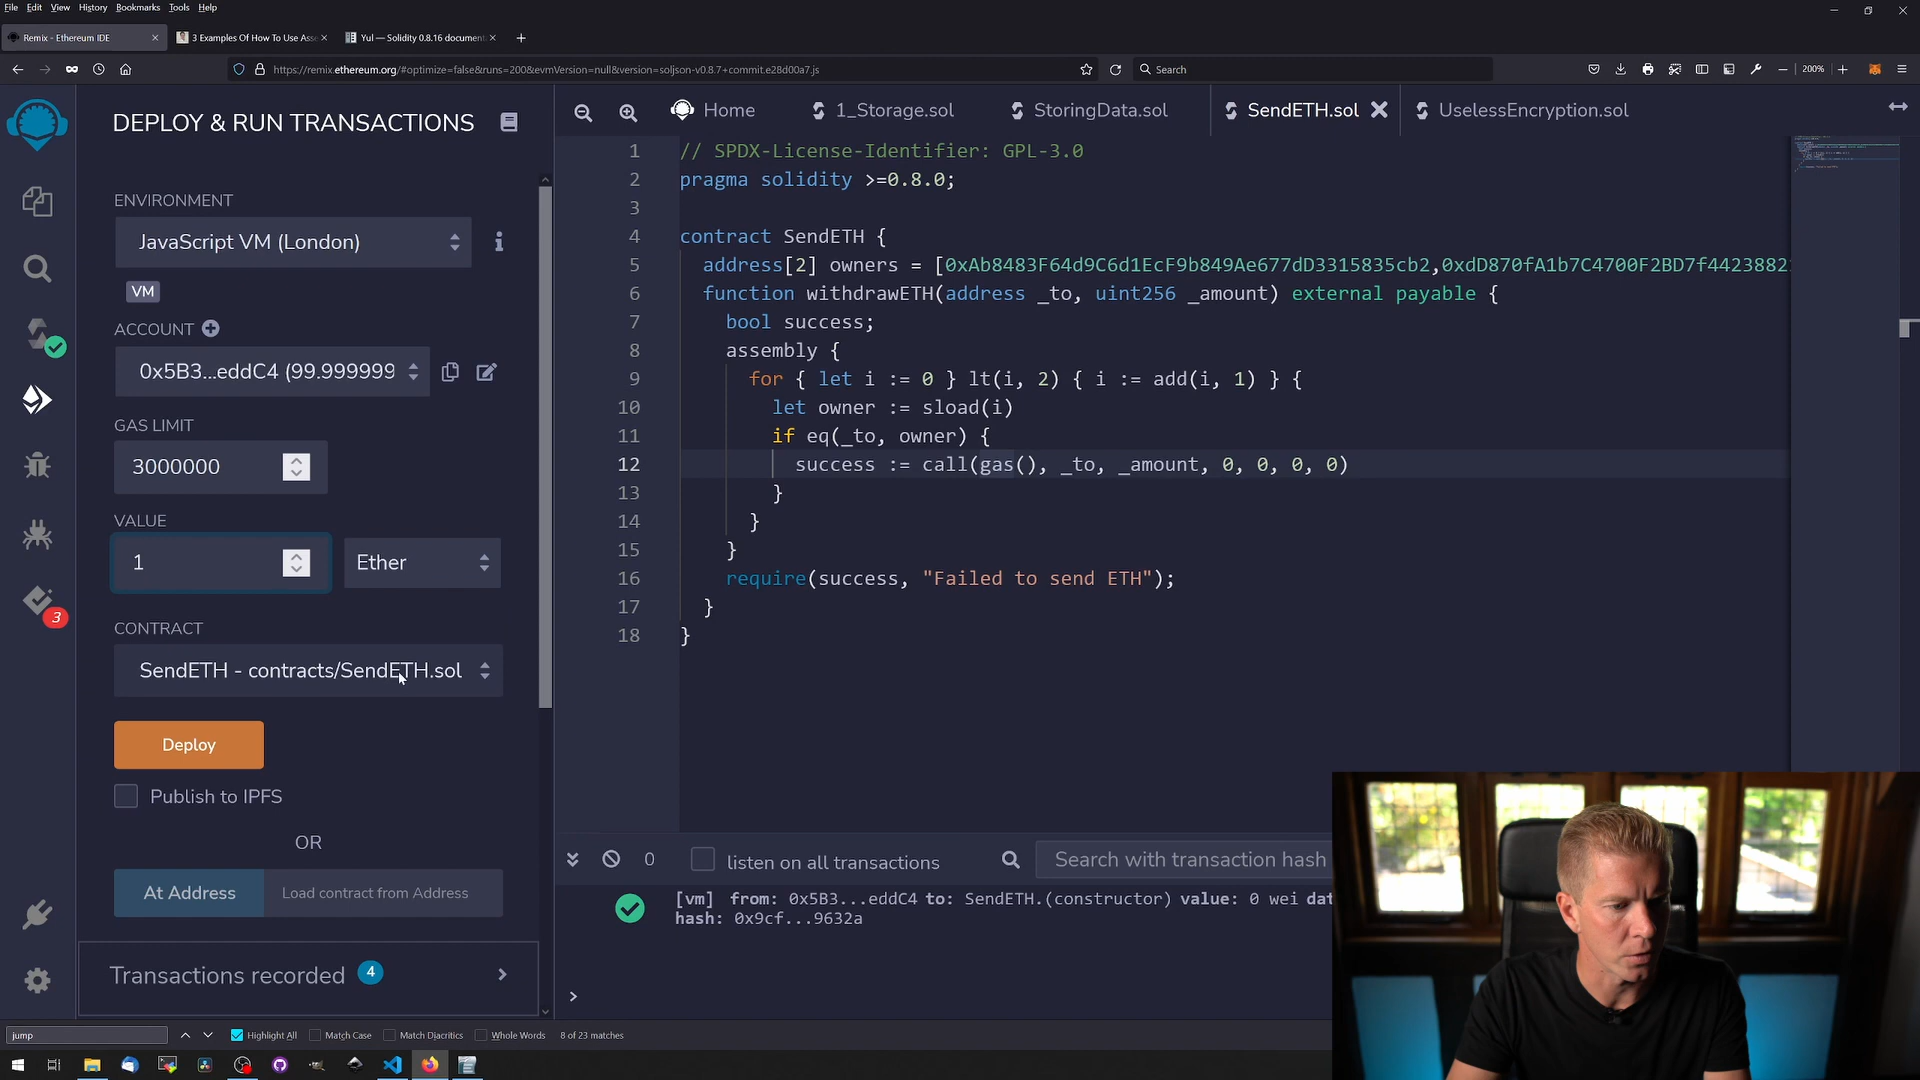 File Edit View History Bookmarks Tools Help
Remix - Ethereum IDE
3 Examples Of How To Use Ass
Yul — Solidity 0.8.16 document
https://remix.ethereum.org/#optimize=false&runs=200&evmVersion=null&version=soljson-v0.8.7+commit.e28d00a7.js
Search
200%
DEPLOY & RUN TRANSACTIONS
Home
1_Storage.sol
StoringData.sol
SendETH.sol
UselessEncryption.sol
ENVIRONMENT
JavaScript VM (London)
VM
ACCOUNT
0x5B3...eddC4 (99.999999
GAS LIMIT
3000000
VALUE
1
Ether
CONTRACT
SendETH - contracts/SendETH.sol
Deploy
Publish to IPFS
OR
At Address
Load contract from Address
Transactions recorded 4
3
1 // SPDX-License-Identifier: GPL-3.0
2 pragma solidity >=0.8.0;
3
4 contract SendETH {
5 address[2] owners = [0xAb8483F64d9C6d1EcF9b849Ae677dD3315835cb2,0xdD870fA1b7C4700F2BD7f4423882
6 function withdrawETH(address _to, uint256 _amount) external payable {
7 bool success;
8 assembly {
9 for { let i := 0 } lt(i, 2) { i := add(i, 1) } {
10 let owner := sload(i)
11 if eq(_to, owner) {
12 success := call(gas(), _to, _amount, 0, 0, 0, 0)
13 }
14 }
15 }
16 require(success, "Failed to send ETH");
17 }
18 }
0
listen on all transactions
Search with transaction hash
[vm] from: 0x5B3...eddC4 to: SendETH.(constructor) value: 0 wei dat
hash: 0x9cf...9632a
>
jump
Highlight All
Match Case
Match Diacritics
Whole Words
8 of 23 matches